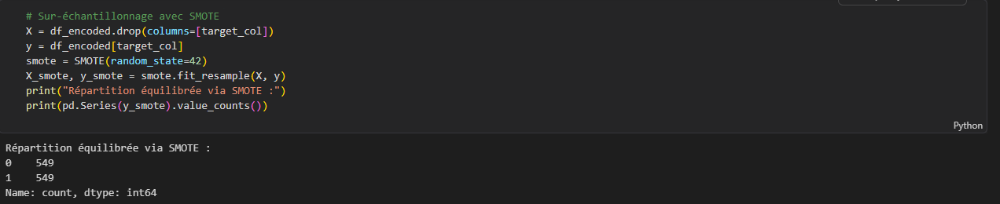 # Sur-échantillonnage avec SMOTE
X = df_encoded.drop(columns=[target_col])
y = df_encoded[target_col]
smote = SMOTE(random_state=42)
X_smote, y_smote = smote.fit_resample(X, y)
print("Répartition équilibrée via SMOTE :")
print(pd.Series(y_smote).value_counts())
Python
Répartition équilibrée via SMOTE :
0    549
1    549
Name: count, dtype: int64